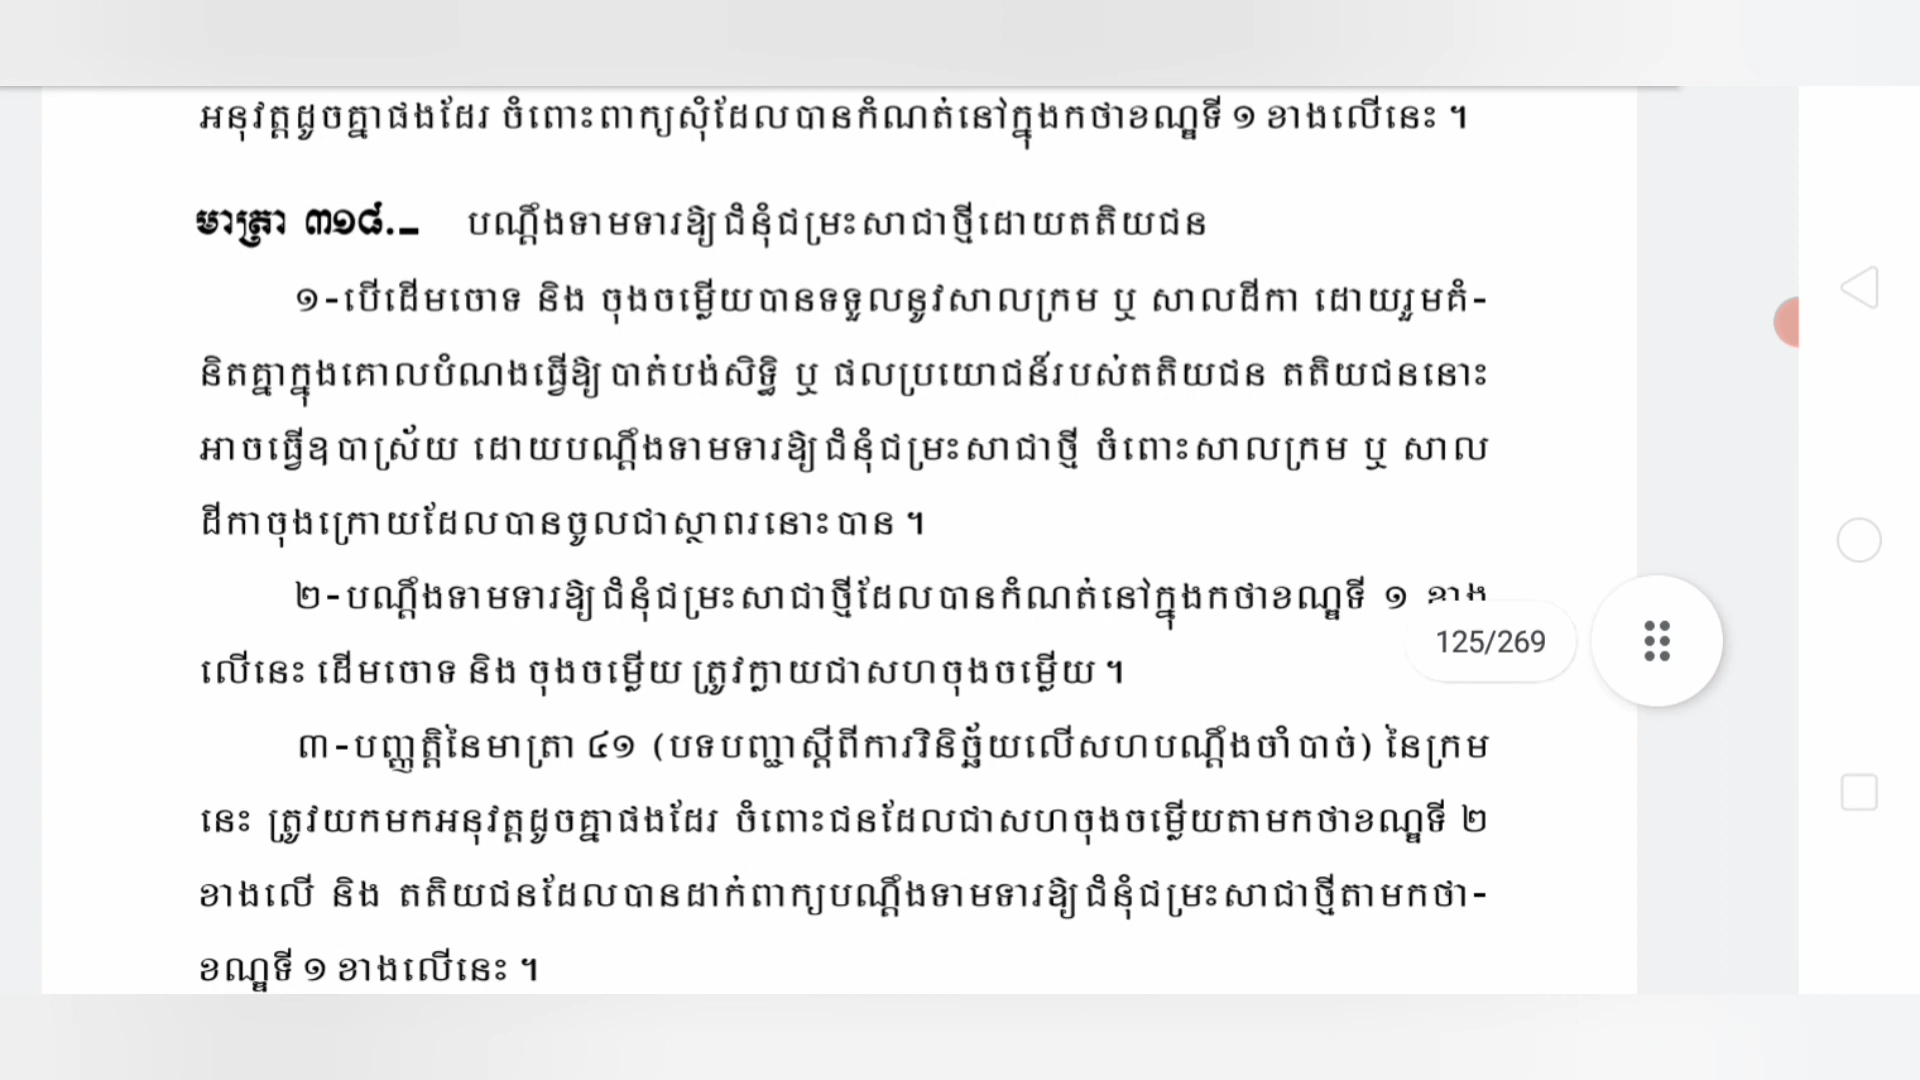 អនុវត្តដូចគ្នាផងដែរ ចំពោះពាក្យសុំដែលបានកំណត់នៅក្នុងកថាខណ្ឌទី ១ ខាងលើនេះ ។
មាត្រា ៣១៨._ បណ្តឹងទាមទារឱ្យជំនុំជម្រះសាជាថ្មីដោយតតិយជន
១-បើដើមចោទ និង ចុងចម្លើយបានទទួលនូវសាលក្រម ឬ សាលដីកា ដោយរួមគំ-
និតគ្នាក្នុងគោលបំណងធ្វើឱ្យបាត់បង់សិទ្ធិ ឬ ផលប្រយោជន៍របស់តតិយជន តតិយជននោះ
អាចធ្វើឧបាស្រ័យ ដោយបណ្តឹងទាមទារឱ្យជំនុំជម្រះសាជាថ្មី ចំពោះសាលក្រម ឬ សាល
ដីកាចុងក្រោយដែលបានចូលជាស្ថាពរនោះបាន ។
២-បណ្តឹងទាមទារឱ្យជំនុំជម្រះសាជាថ្មីដែលបានកំណត់នៅក្នុងកថាខណ្ឌទី ១ ខាង
លើនេះ ដើមចោទ និង ចុងចម្លើយ ត្រូវក្លាយជាសហចុងចម្លើយ ។
125/269
៣-បញ្ញត្តិនៃមាត្រា ៤១ (បទបញ្ជាស្តីពីការវិនិច្ឆ័យលើសហបណ្តឹងចាំបាច់) នៃក្រម
នេះ ត្រូវយកមកអនុវត្តដូចគ្នាផងដែរ ចំពោះជនដែលជាសហចុងចម្លើយតាមកថាខណ្ឌទី ២
ខាងលើ និង តតិយជនដែលបានដាក់ពាក្យបណ្តឹងទាមទារឱ្យជំនុំជម្រះសាជាថ្មីតាមកថា-
ខណ្ឌទី ១ ខាងលើនេះ ។